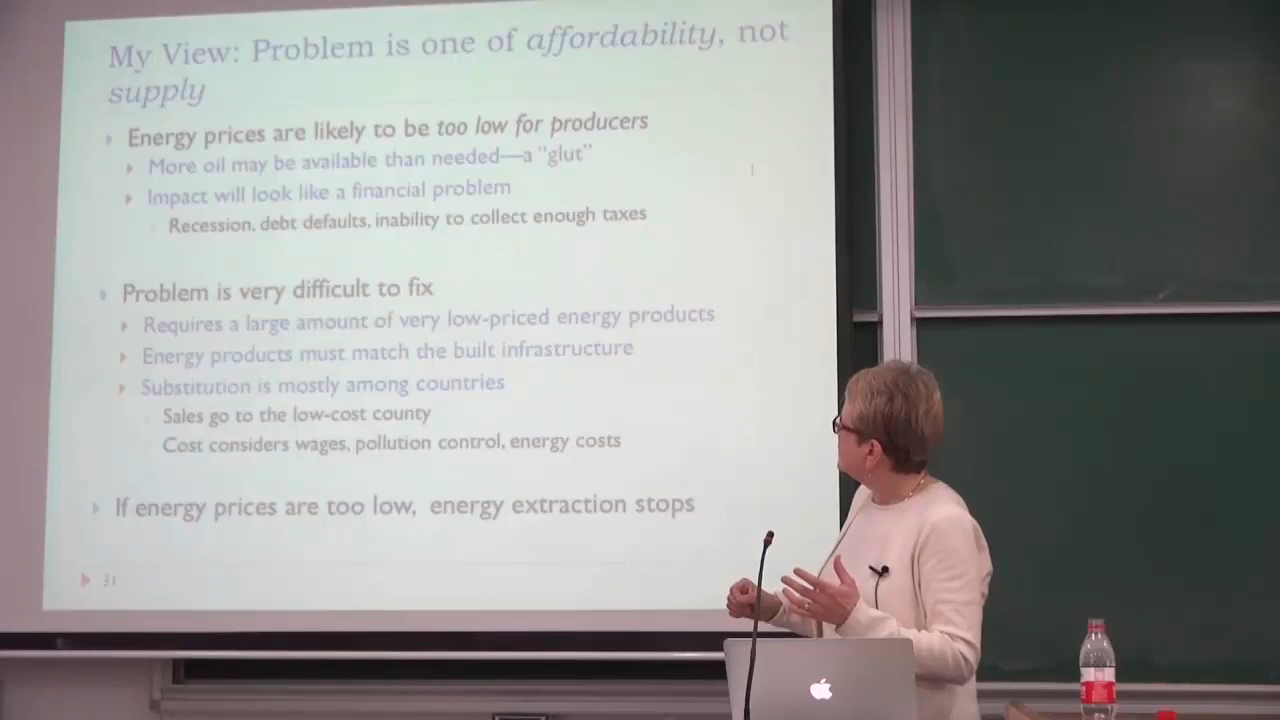 My View: Problem is one of affordability, not
supply
Energy prices are likely to be too low for producers
More oil may be available than needed—a "glut"
Impact will look like a financial problem
Recession, debt defaults, inability to collect enough taxes
Problem is very difficult to fix
Requires a large amount of very low-priced energy products
Energy products must match the built infrastructure
Substitution is mostly among countries
Sales go to the low-cost county
Cost considers wages, pollution control, energy costs
If energy prices are too low, energy extraction stops
31